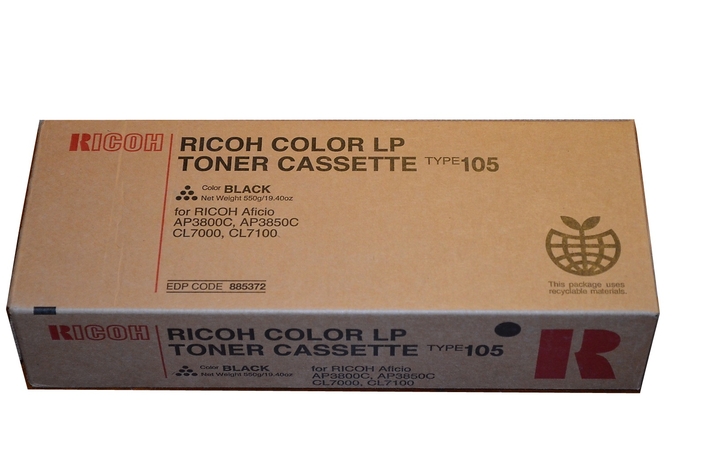 RICOH
RICOH COLOR LP
TONER CASSETTE TYPE 105
Color BLACK
Net Weight 550g/19.40oz
for RICOH Aficio
AP3800C, AP3850C
CL7000, CL7100
EDP CODE 885372
This package uses
recyclable materials.
RICOH
RICOH COLOR LP
TONER CASSETTE TYPE 105
Color BLACK
Net Weight 550g/19.40oz
for RICOH Aficio
AP3800C, AP3850C
CL7000, CL7100
R